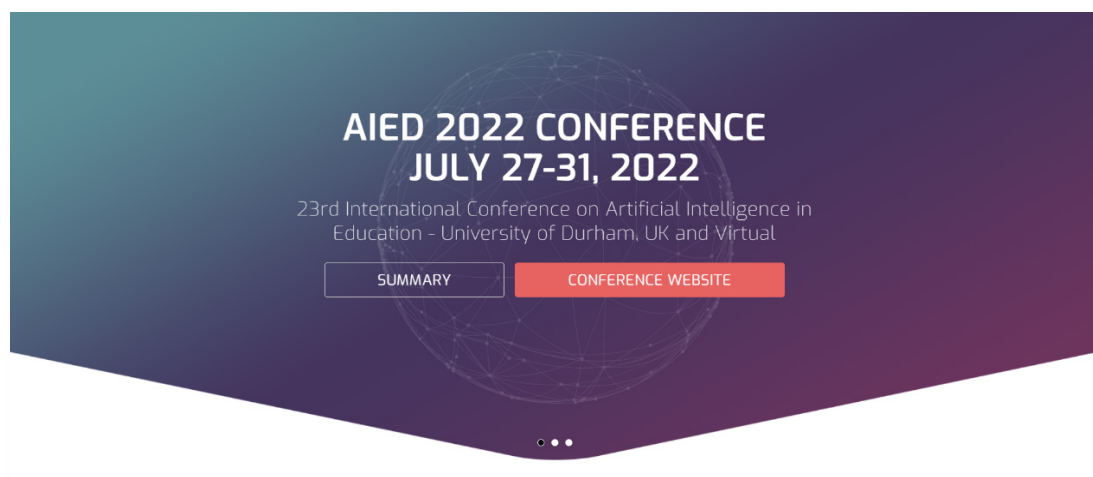 AIED 2022 CONFERENCE
JULY 27-31, 2022
23rd International Conference on Artificial Intelligence in
Education - University of Durham, UK and Virtual
SUMMARY
CONFERENCE WEBSITE